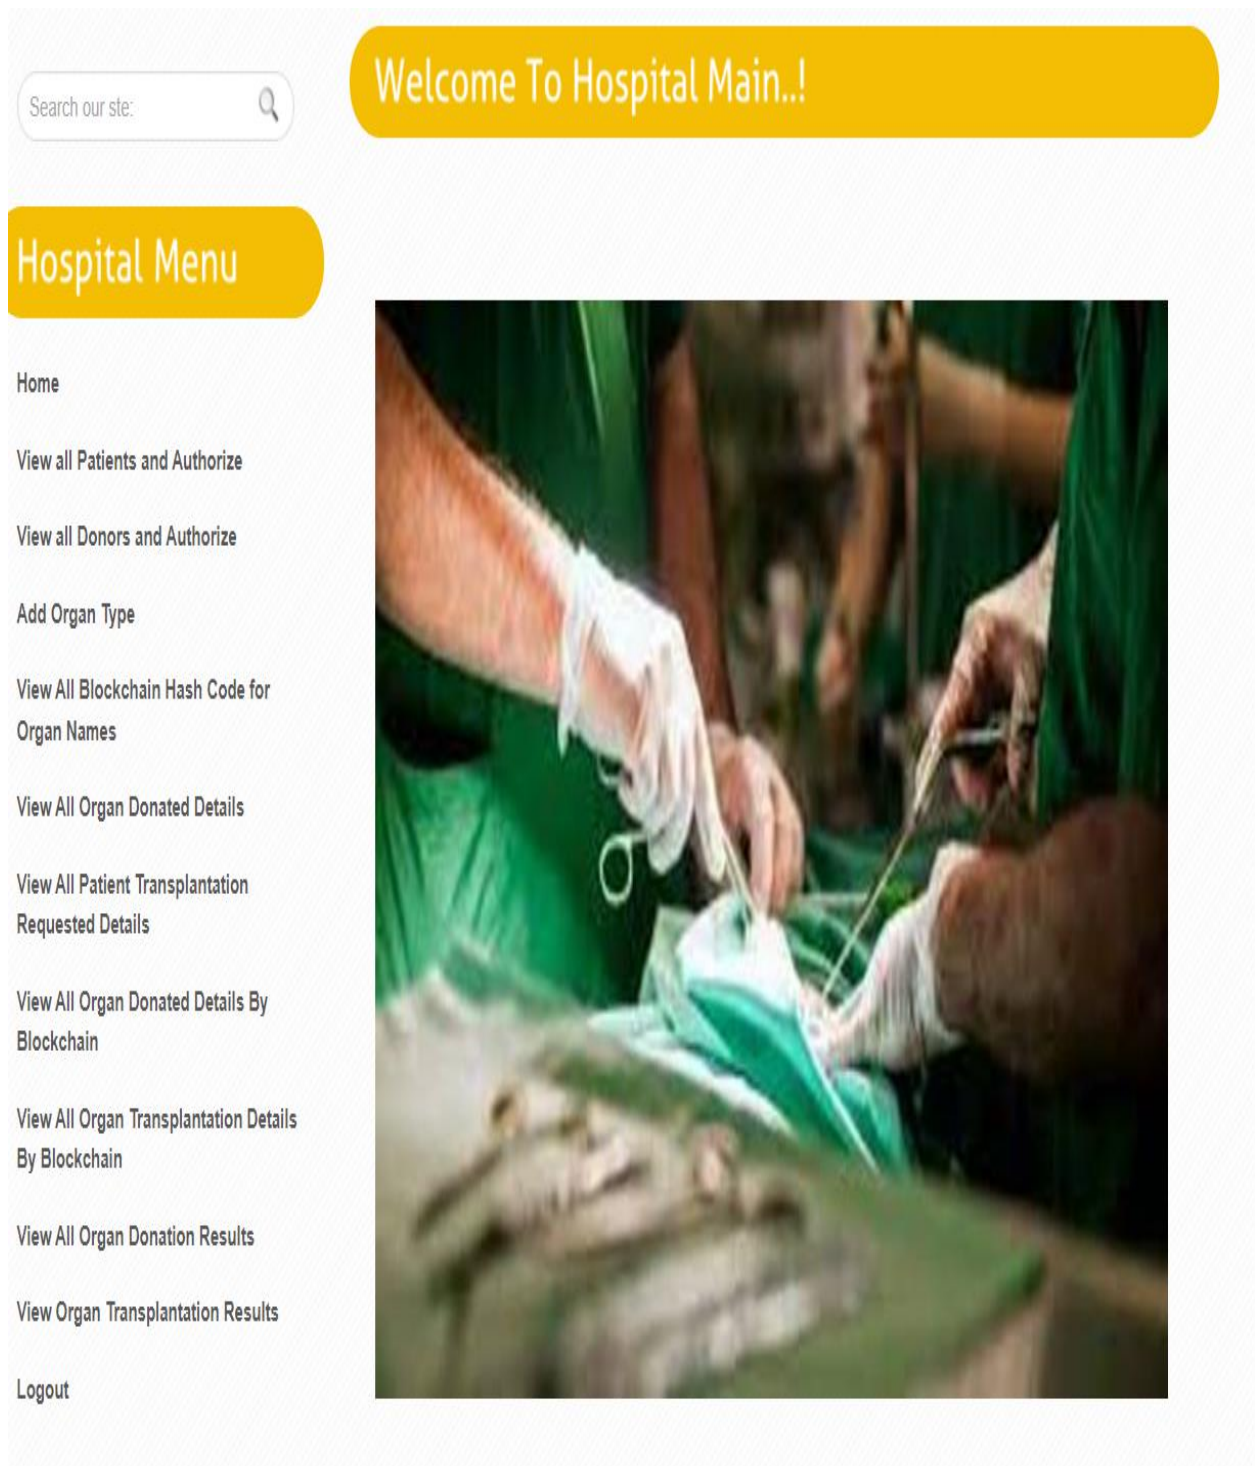 Search our ste:
Welcome To Hospital Main..!
Hospital Menu
Home
View all Patients and Authorize
View all Donors and Authorize
Add Organ Type
View All Blockchain Hash Code for
Organ Names
View All Organ Donated Details
View All Patient Transplantation
Requested Details
View All Organ Donated Details By
Blockchain
View All Organ Transplantation Details
By Blockchain
View All Organ Donation Results
View Organ Transplantation Results
Logout